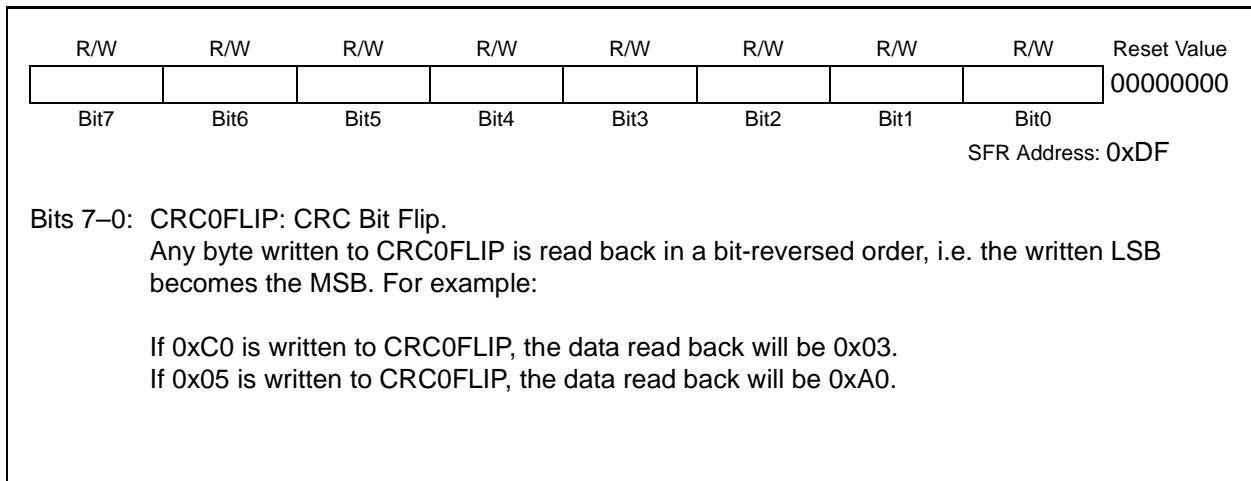 R/W R/W R/W R/W R/W R/W R/W R/W Reset Value
00000000
Bit7 Bit6 Bit5 Bit4 Bit3 Bit2 Bit1 Bit0
SFR Address: 0xDF
Bits 7–0: CRC0FLIP: CRC Bit Flip.
Any byte written to CRC0FLIP is read back in a bit-reversed order, i.e. the written LSB
becomes the MSB. For example:
If 0xC0 is written to CRC0FLIP, the data read back will be 0x03.
If 0x05 is written to CRC0FLIP, the data read back will be 0xA0.